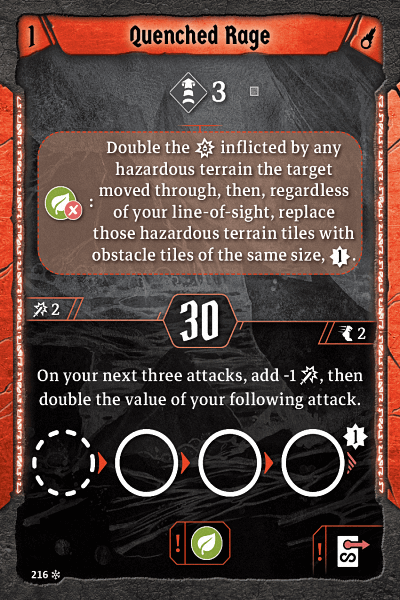 1
Quenched Rage
3
Double the inflicted by any
hazardous terrain the target
moved through, then, regardless
: of your line-of-sight, replace
those hazardous terrain tiles with
obstacle tiles of the same size, 1.
2
30
2
On your next three attacks, add -1 , then
double the value of your following attack.
1
!
!
216